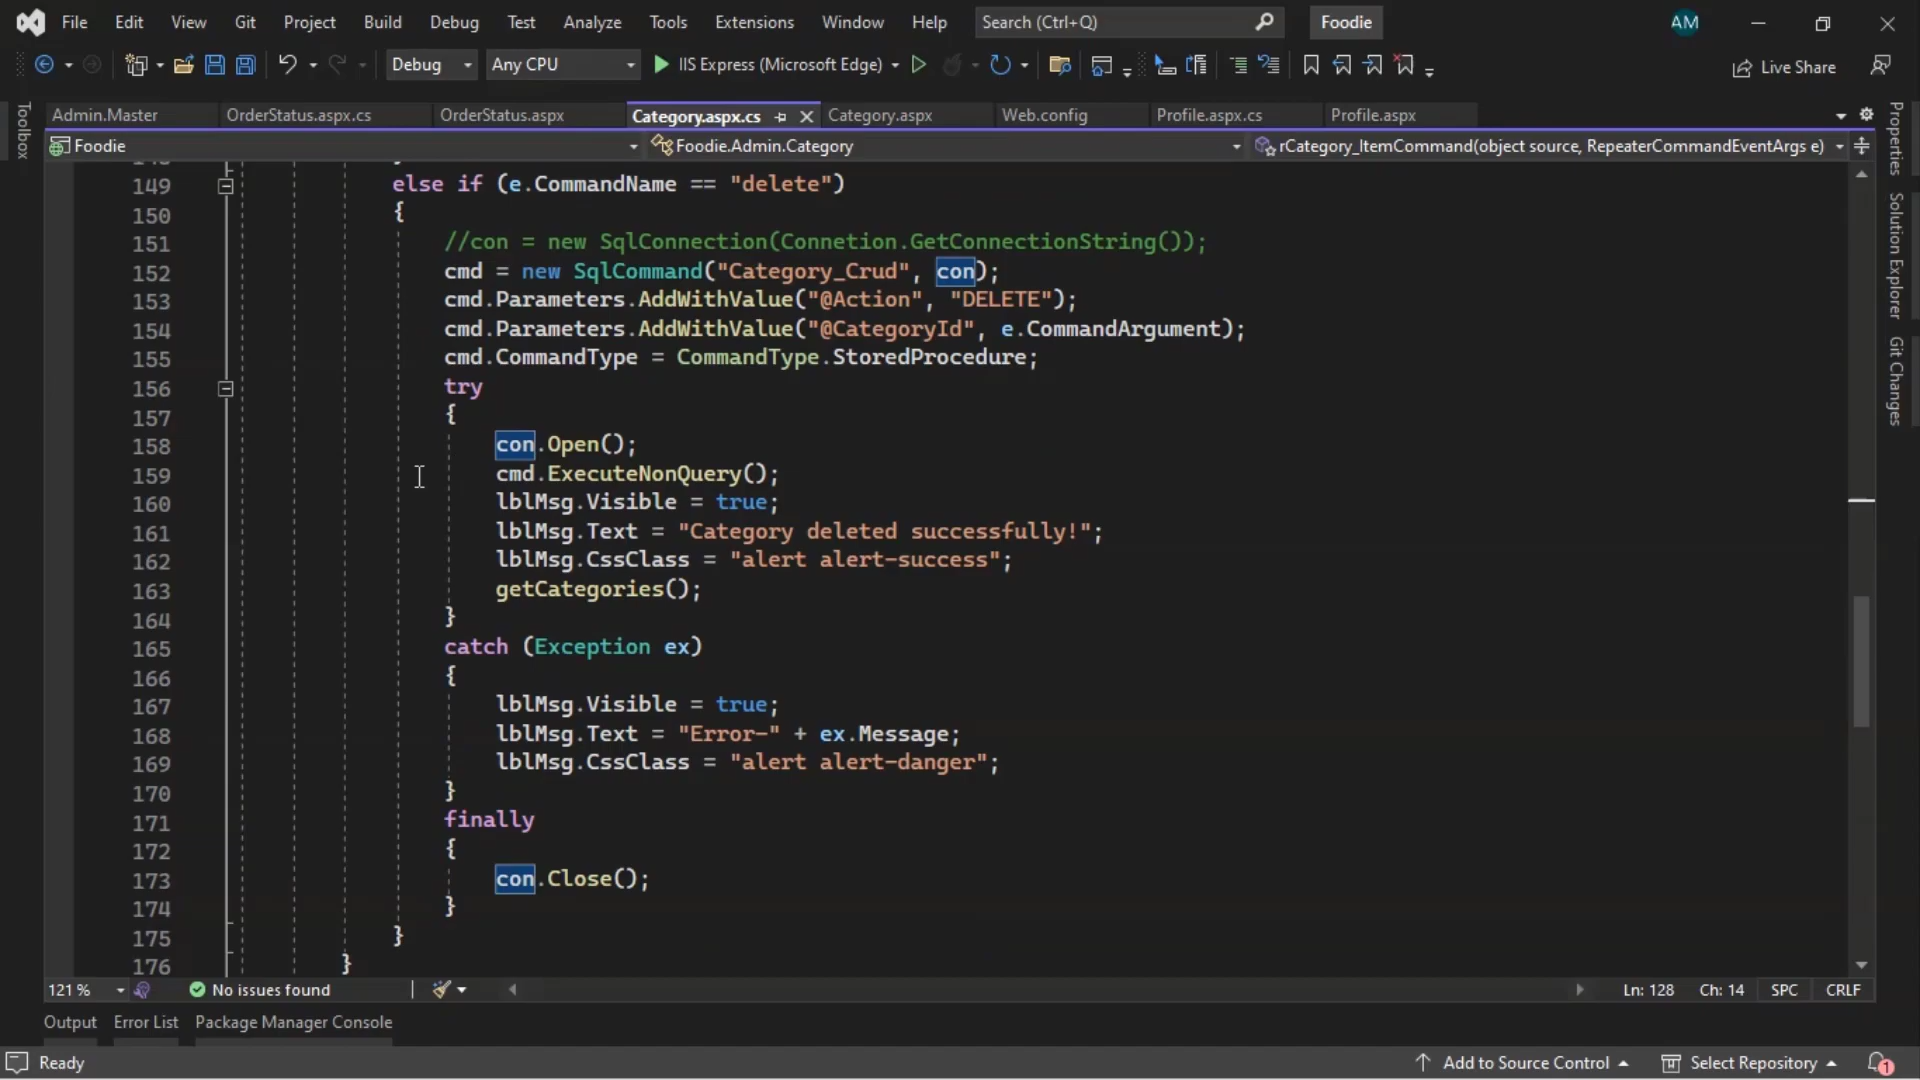 File Edit View Git Project Build Debug Test Analyze Tools Extensions Window Help Search (Ctrl+Q) Foodie AM
Debug Any CPU IIS Express (Microsoft Edge) Live Share
Toolbox
Admin.Master OrderStatus.aspx.cs OrderStatus.aspx Category.aspx.cs Category.aspx Web.config Profile.aspx.cs Profile.aspx
Foodie Foodie.Admin.Category rCategory_ItemCommand(object source, RepeaterCommandEventArgs e)
149 else if (e.CommandName == "delete")
150 {
151 //con = new SqlConnection(Connetion.GetConnectionString());
152 cmd = new SqlCommand("Category_Crud", con);
153 cmd.Parameters.AddWithValue("@Action", "DELETE");
154 cmd.Parameters.AddWithValue("@CategoryId", e.CommandArgument);
155 cmd.CommandType = CommandType.StoredProcedure;
156 try
157 {
158 con.Open();
159 cmd.ExecuteNonQuery();
160 lblMsg.Visible = true;
161 lblMsg.Text = "Category deleted successfully!";
162 lblMsg.CssClass = "alert alert-success";
163 getCategories();
164 }
165 catch (Exception ex)
166 {
167 lblMsg.Visible = true;
168 lblMsg.Text = "Error-" + ex.Message;
169 lblMsg.CssClass = "alert alert-danger";
170 }
171 finally
172 {
173 con.Close();
174 }
175 }
176 }
Properties
Solution Explorer
Git Changes
121 % No issues found Ln: 128 Ch: 14 SPC CRLF
Output Error List Package Manager Console
Ready Add to Source Control Select Repository 1